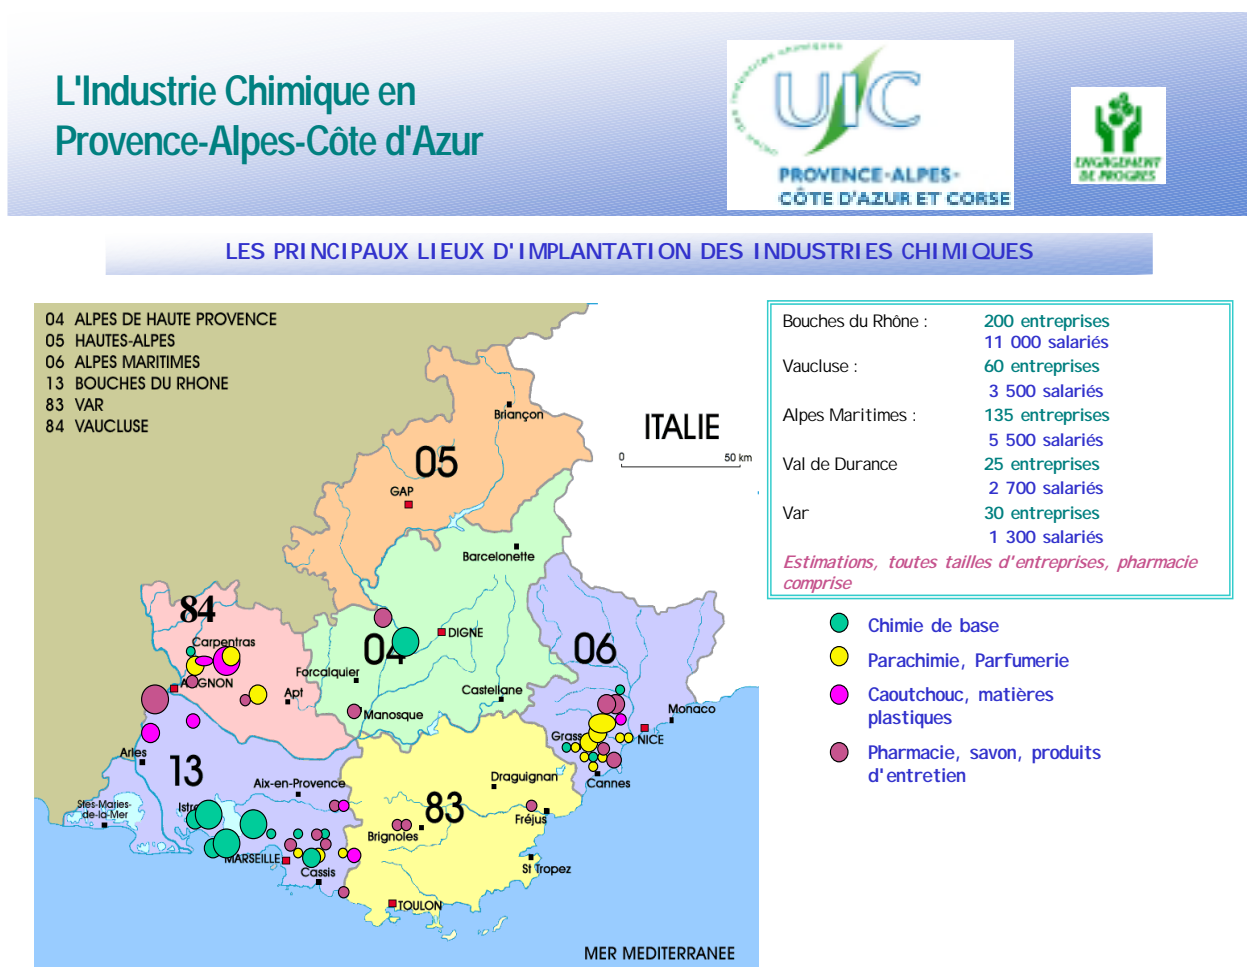 L'Industrie Chimique en
Provence-Alpes-Côte d'Azur
des industries chimiques
UIC
PROVENCE-ALPES-
CÔTE D'AZUR ET CORSE
ENGAGEMENT
DE PROGRES
LES PRINCIPAUX LIEUX D'IMPLANTATION DES INDUSTRIES CHIMIQUES
04 ALPES DE HAUTE PROVENCE
05 HAUTES-ALPES
06 ALPES MARITIMES
13 BOUCHES DU RHONE
83 VAR
84 VAUCLUSE
Briançon
ITALIE
05
0 50 km
GAP
Barcelonette
84
Carpentras
DIGNE
04
06
Forcalquier
AVIGNON
Apt
Castellane
Manosque
Monaco
Grass
NICE
Arles
13
Aix-en-Provence
Draguignan
Cannes
Stes-Maries-
de-la-Mer
Istre
83
Brignoles
Fréjus
MARSEILLE
Cassis
St Tropez
TOULON
MER MEDITERRANEE
Bouches du Rhône : 200 entreprises
11 000 salariés
Vaucluse : 60 entreprises
3 500 salariés
Alpes Maritimes : 135 entreprises
5 500 salariés
Val de Durance 25 entreprises
2 700 salariés
Var 30 entreprises
1 300 salariés
Estimations, toutes tailles d'entreprises, pharmacie
comprise
Chimie de base
Parachimie, Parfumerie
Caoutchouc, matières
plastiques
Pharmacie, savon, produits
d'entretien